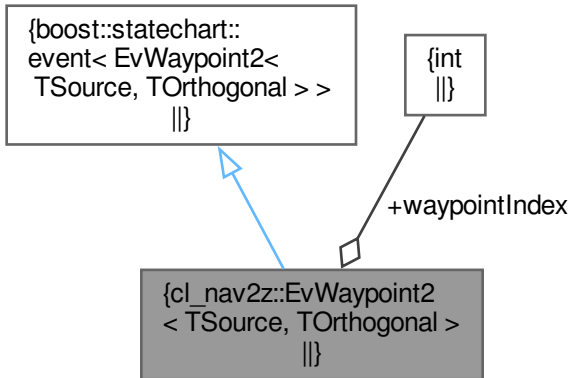 {boost::statechart::
event< EvWaypoint2<
TSource, TOrthogonal > >
||}
{int
||}
+waypointIndex
{cl_nav2z::EvWaypoint2
< TSource, TOrthogonal >
||}